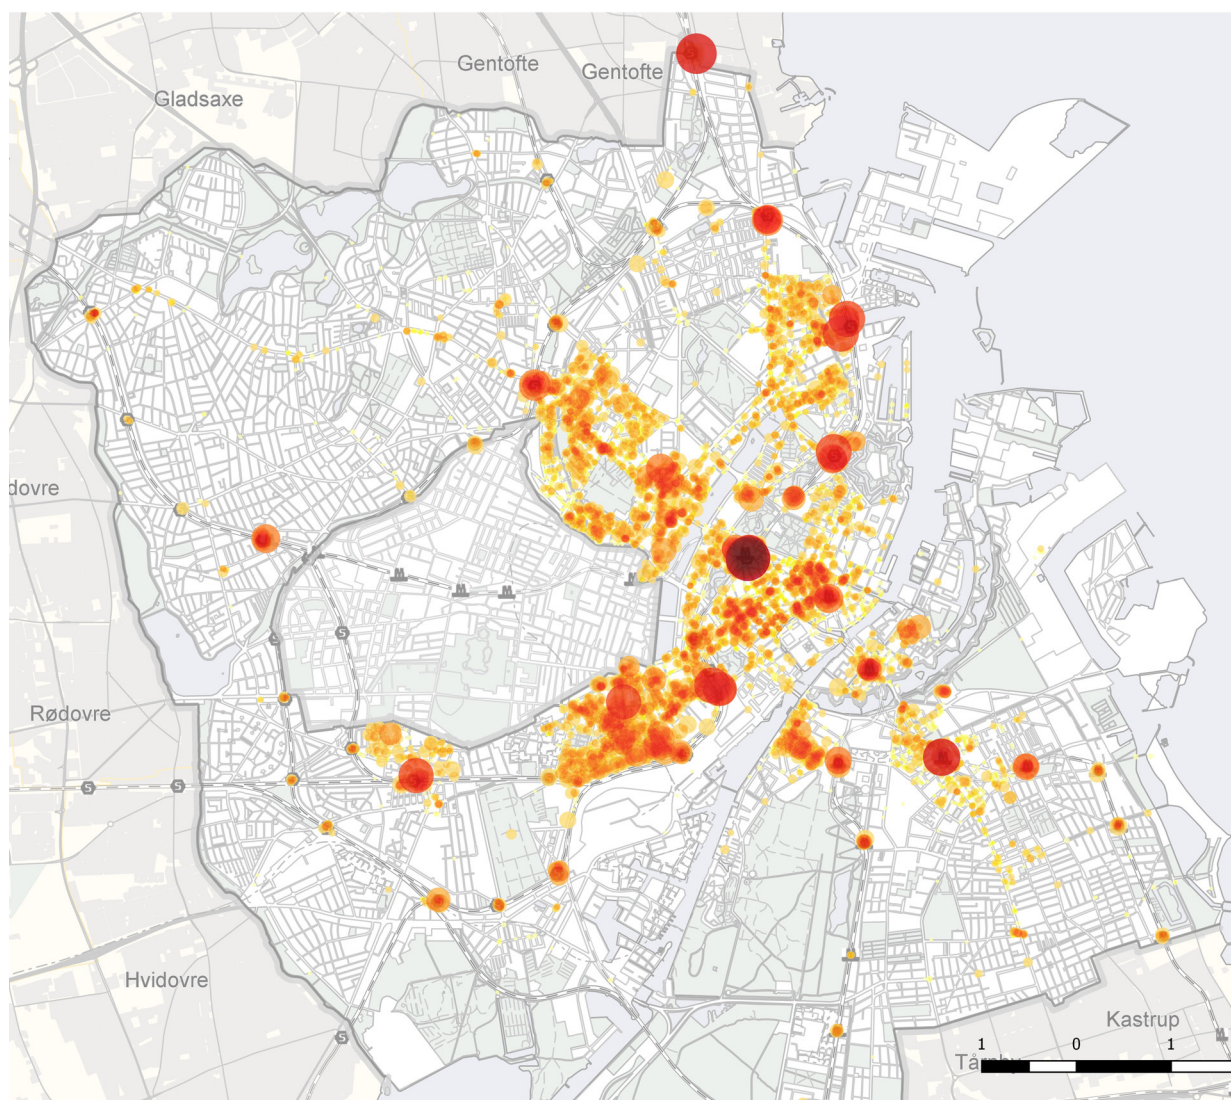 Gentofte
Gentofte
Gladsaxe
dovre
M
M
M
S
Rødovre
S
S
Hvidovre
Kastrup
S
1 0 1